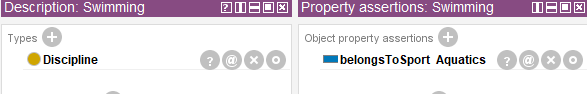 Description: Swimming
Types
Discipline
Property assertions: Swimming
Object property assertions
belongsToSport Aquatics